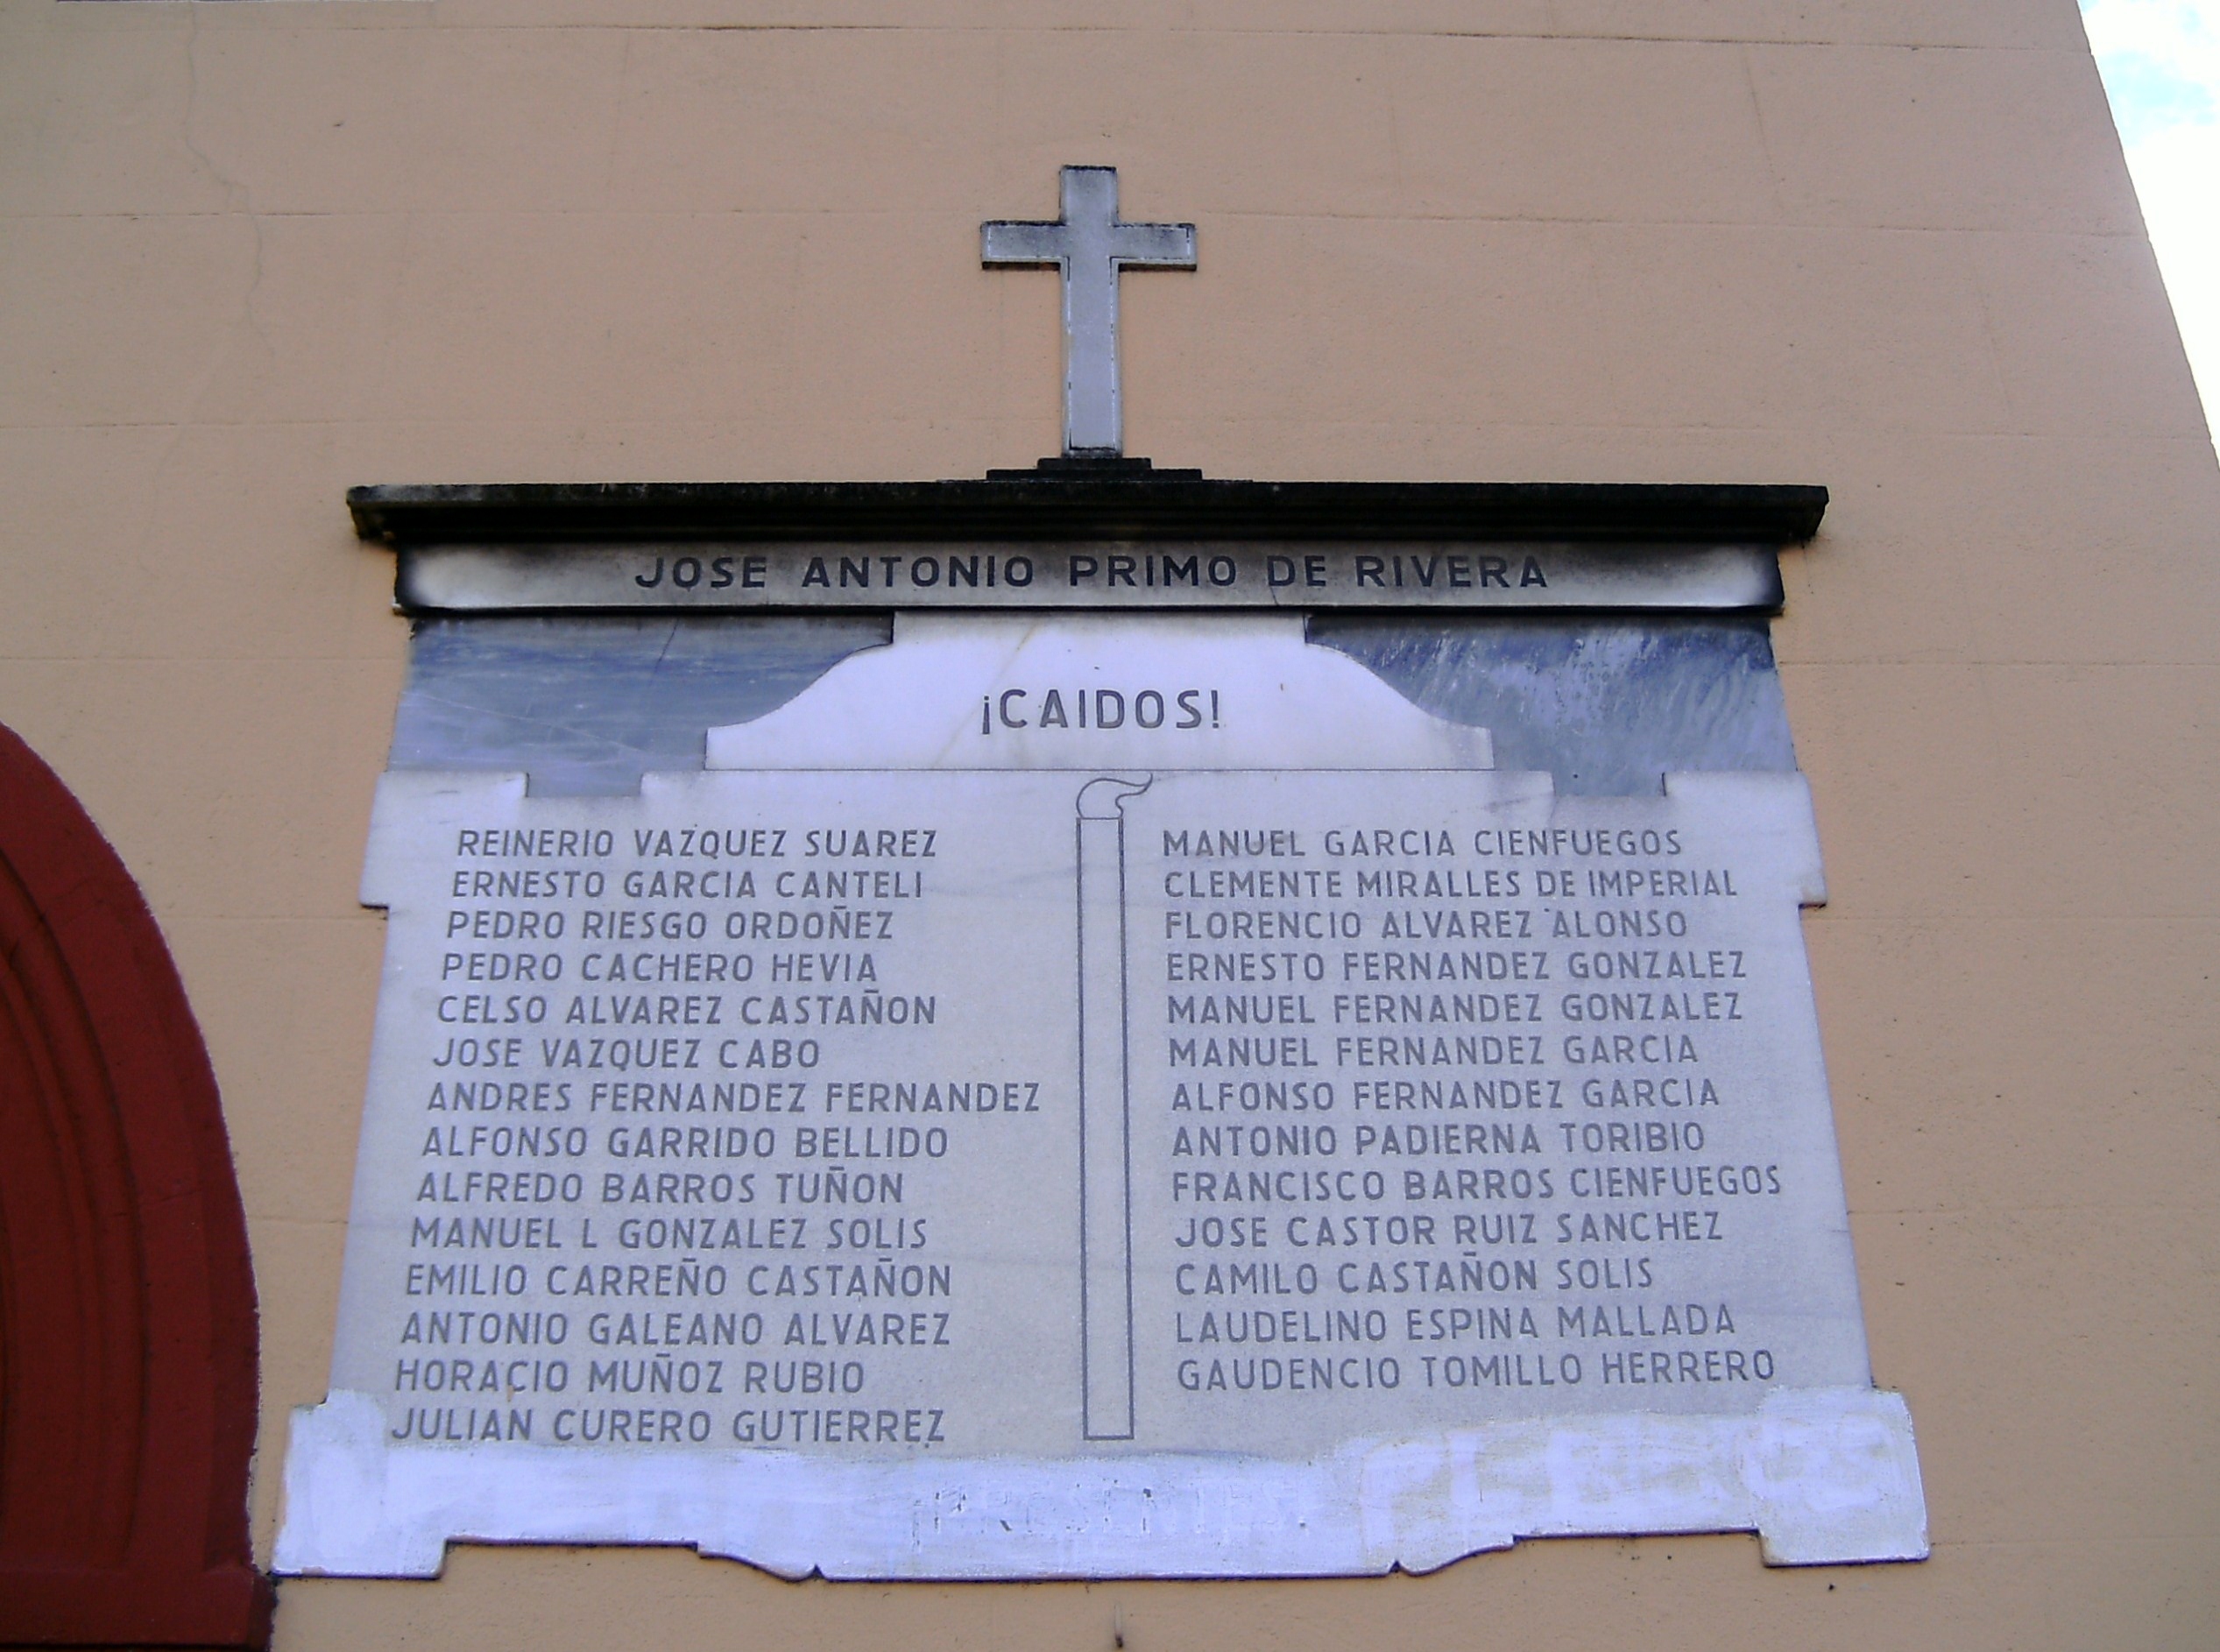 JOSE ANTONIO PRIMO DE RIVERA
¡CAIDOS!
REINERIO VAZQUEZ SUAREZ
ERNESTO GARCIA CANTELI
PEDRO RIESGO ORDOÑEZ
PEDRO CACHERO HEVIA
CELSO ALVAREZ CASTAÑON
JOSE VAZQUEZ CABO
ANDRES FERNANDEZ FERNANDEZ
ALFONSO GARRIDO BELLIDO
ALFREDO BARROS TUÑON
MANUEL L GONZALEZ SOLIS
EMILIO CARREÑO CASTAÑON
ANTONIO GALEANO ALVAREZ
HORACIO MUÑOZ RUBIO
JULIAN CURERO GUTIERREZ
MANUEL GARCIA CIENFUEGOS
CLEMENTE MIRALLES DE IMPERIAL
FLORENCIO ALVAREZ ALONSO
ERNESTO FERNANDEZ GONZALEZ
MANUEL FERNANDEZ GONZALEZ
MANUEL FERNANDEZ GARCIA
ALFONSO FERNANDEZ GARCIA
ANTONIO PADIERNA TORIBIO
FRANCISCO BARROS CIENFUEGOS
JOSE CASTOR RUIZ SANCHEZ
CAMILO CASTAÑON SOLIS
LAUDELINO ESPINA MALLADA
GAUDENCIO TOMILLO HERRERO
¡PRESENTES!